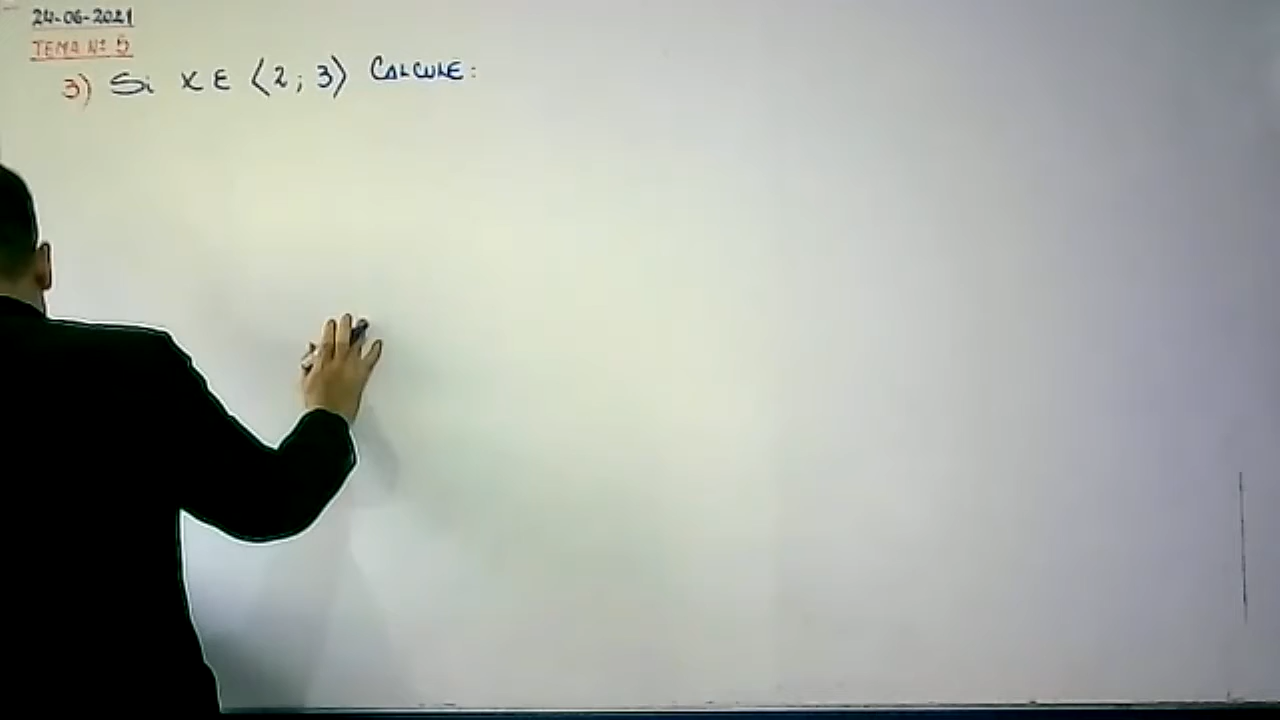 24-06-2021
TEMA Nº 5
3) Si x ∈ ⟨2; 3⟩ CALCULE: